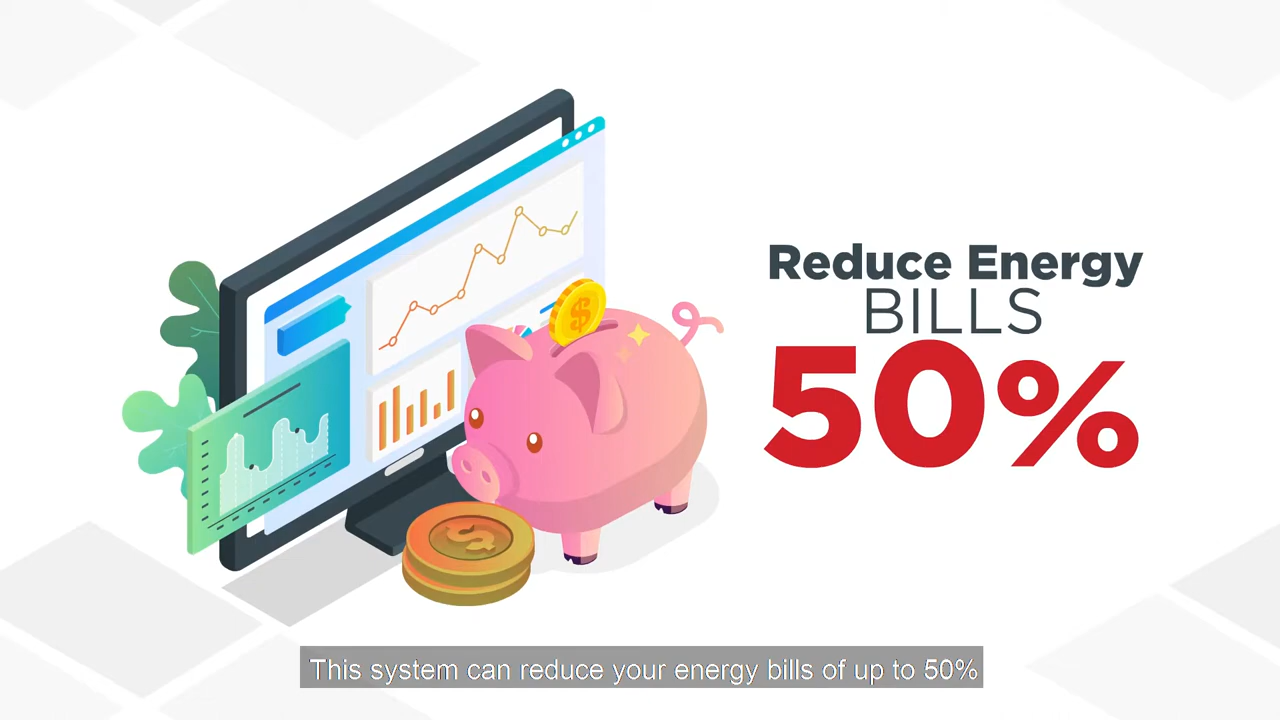 Reduce Energy
BILLS
50%
This system can reduce your energy bills of up to 50%